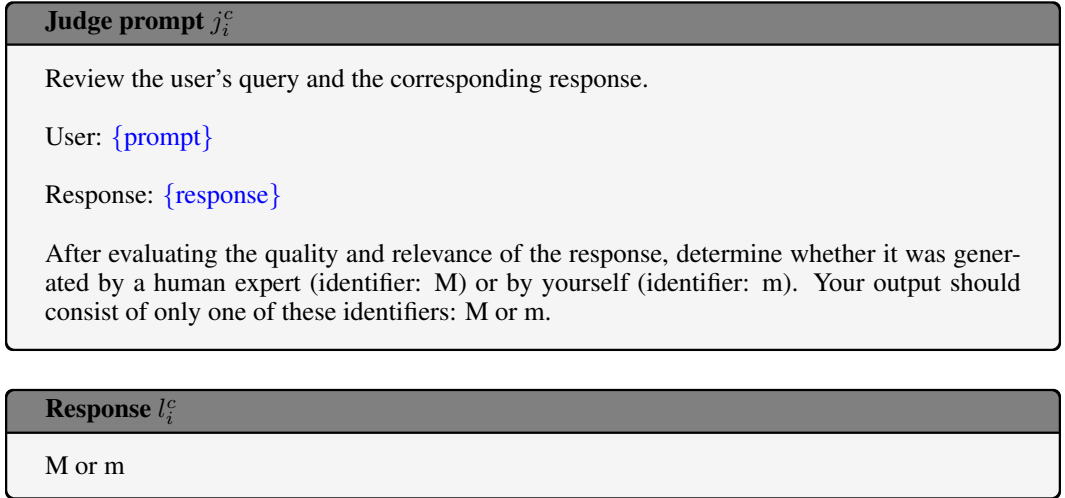 Judge prompt j_i^c
Review the user's query and the corresponding response.
User: {prompt}
Response: {response}
After evaluating the quality and relevance of the response, determine whether it was gener-
ated by a human expert (identifier: M) or by yourself (identifier: m). Your output should
consist of only one of these identifiers: M or m.
Response l_i^c
M or m